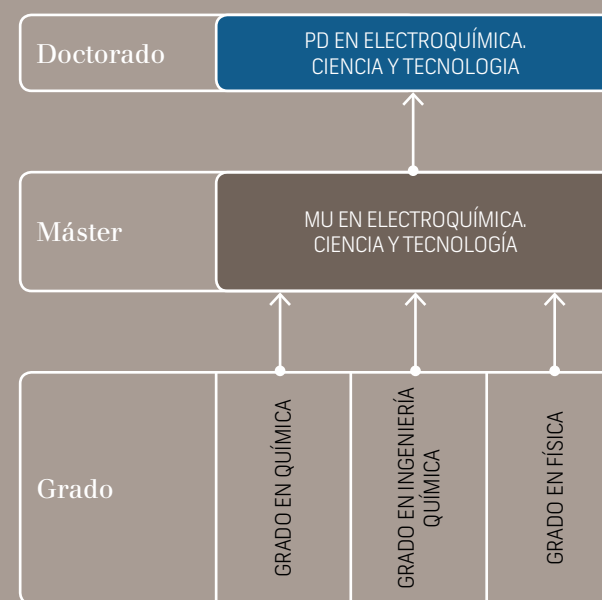 Doctorado
PD EN ELECTROQUÍMICA.
CIENCIA Y TECNOLOGIA
Máster
MU EN ELECTROQUÍMICA.
CIENCIA Y TECNOLOGÍA
Grado
GRADO EN QUÍMICA
GRADO EN INGENIERÍA
QUÍMICA
GRADO EN FÍSICA